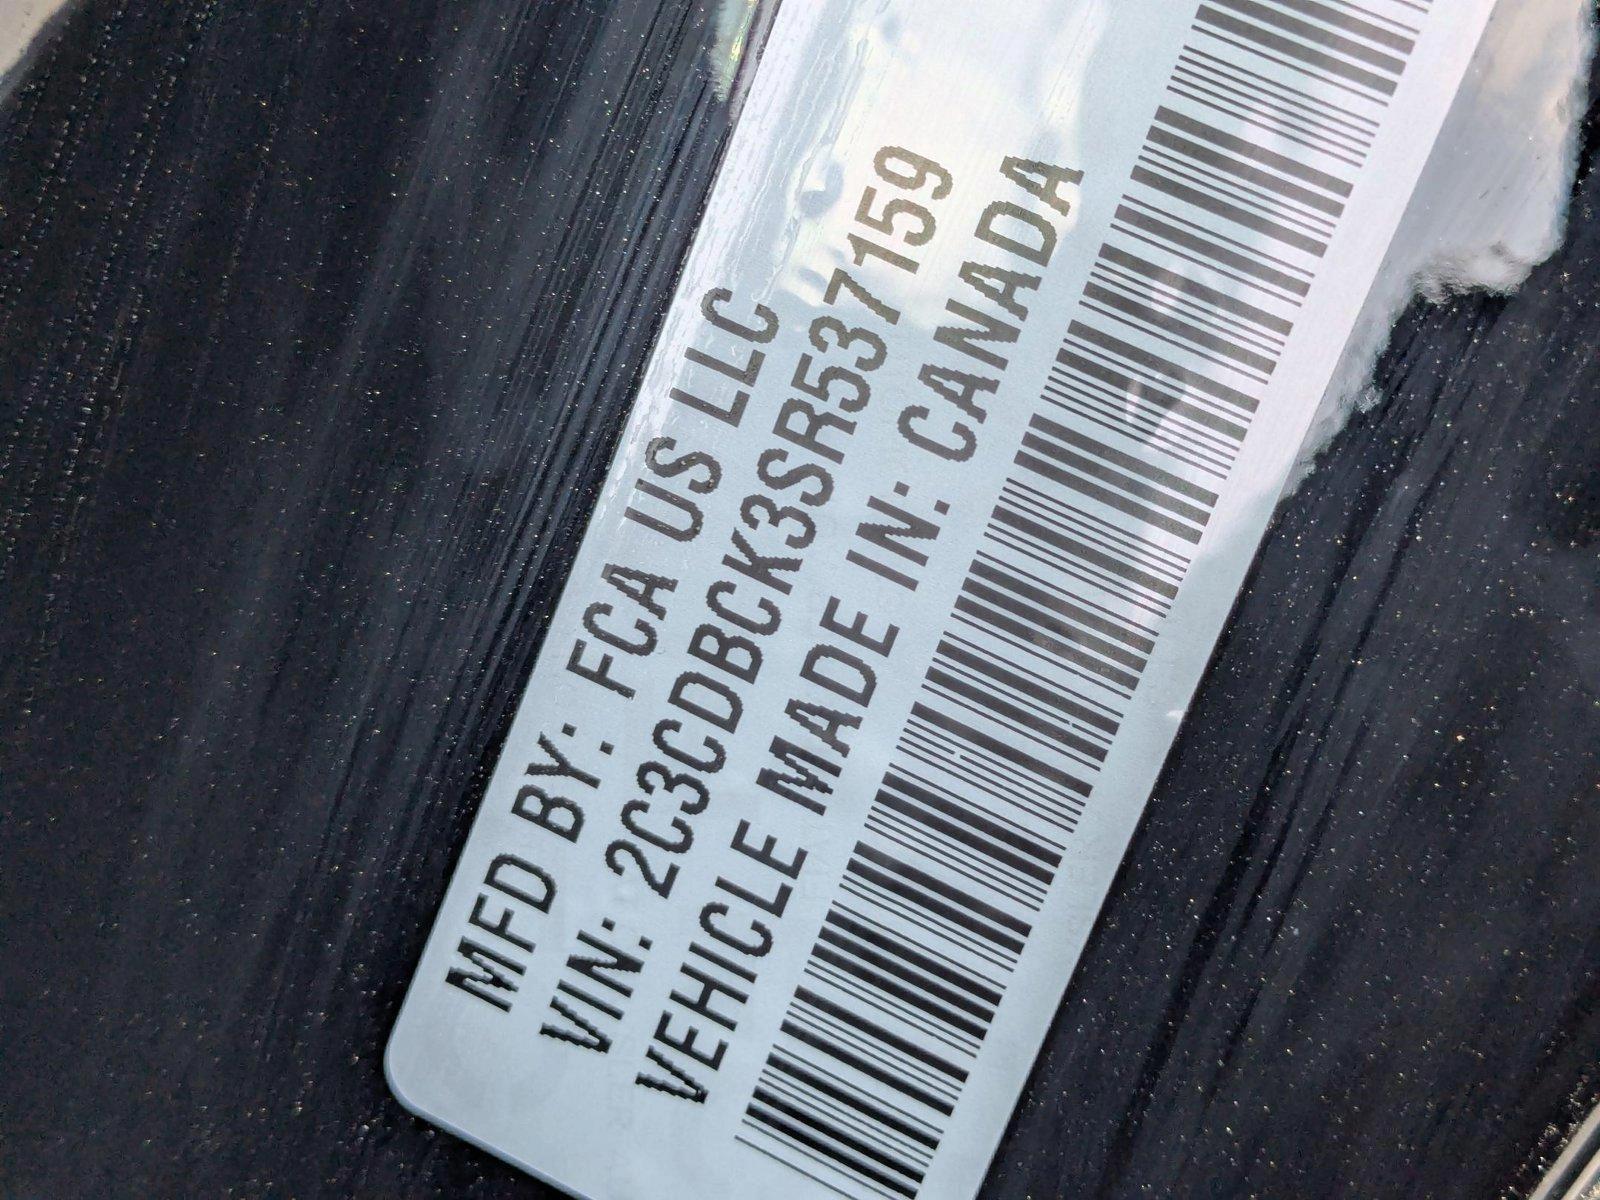 MFD BY: FCA US LLC
VIN: 2C3CDBCK3SR537159
VEHICLE MADE IN: CANADA